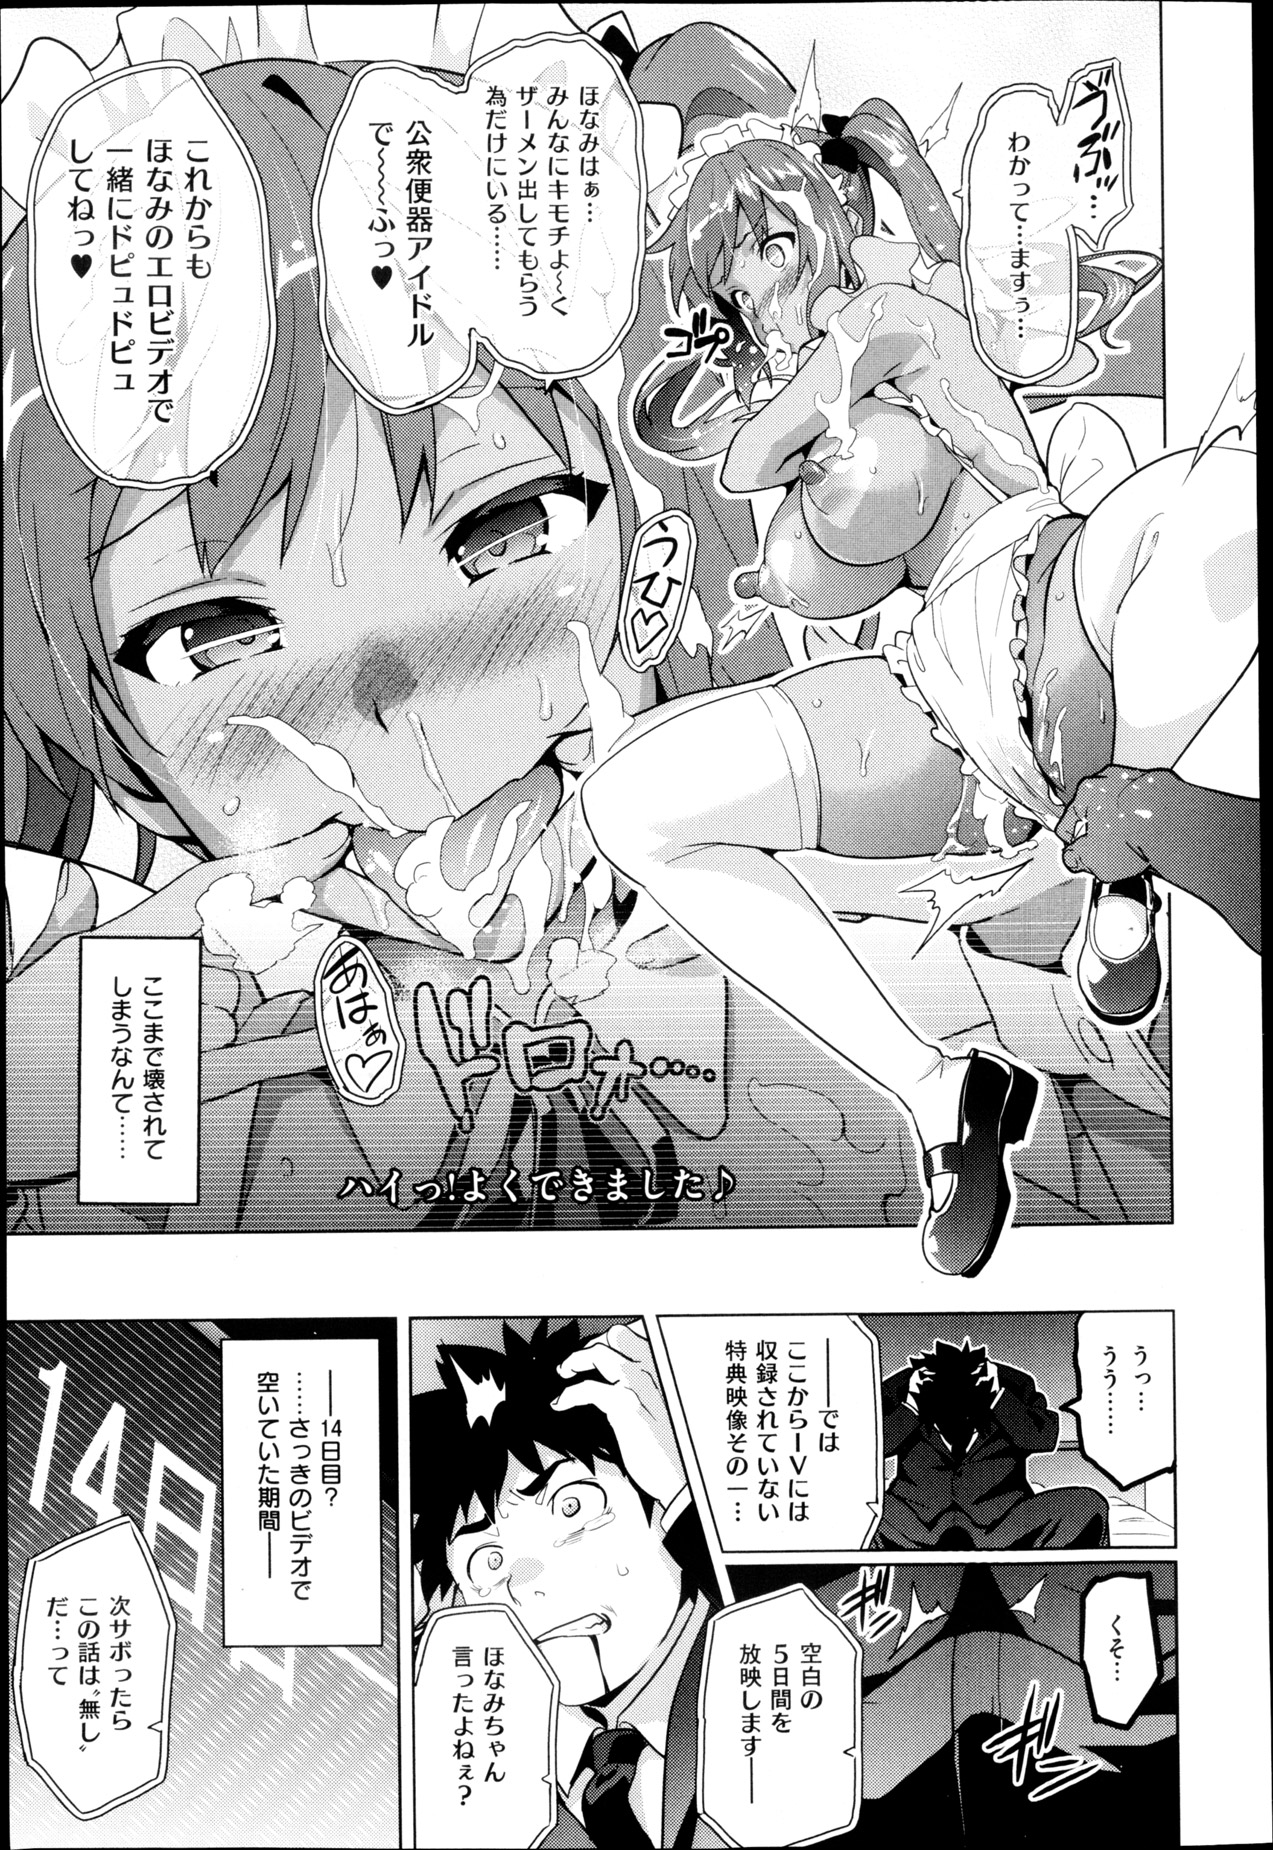 ヴぶぅ…
わかって…ますぅ…
ほなみはぁ…
みんなにキモチよ～く
ザーメン出してもらう
為だけにいる……
公衆便器アイドル
で～～～ふっ♥
これからも
ほなみのエロビデオで
一緒にドピュドピュ
してねっ
♥
ゴプ
うひ♡
あはぁ♡
ドロォ……
ここまで壊されて
しまうなんて……
ハイっ!よくできました♪
うっ…
うう……
――では
ここからＩＶには
収録されていない
特典映像その一…
くそ…
ギシ
ギシ
空白の
５日間を
放映します――
ほなみちゃん
言ったよねぇ？
――14日目？
……さっきのビデオで
空いていた期間――
14日
次サボったら
この話は〝無し〟
だ…って